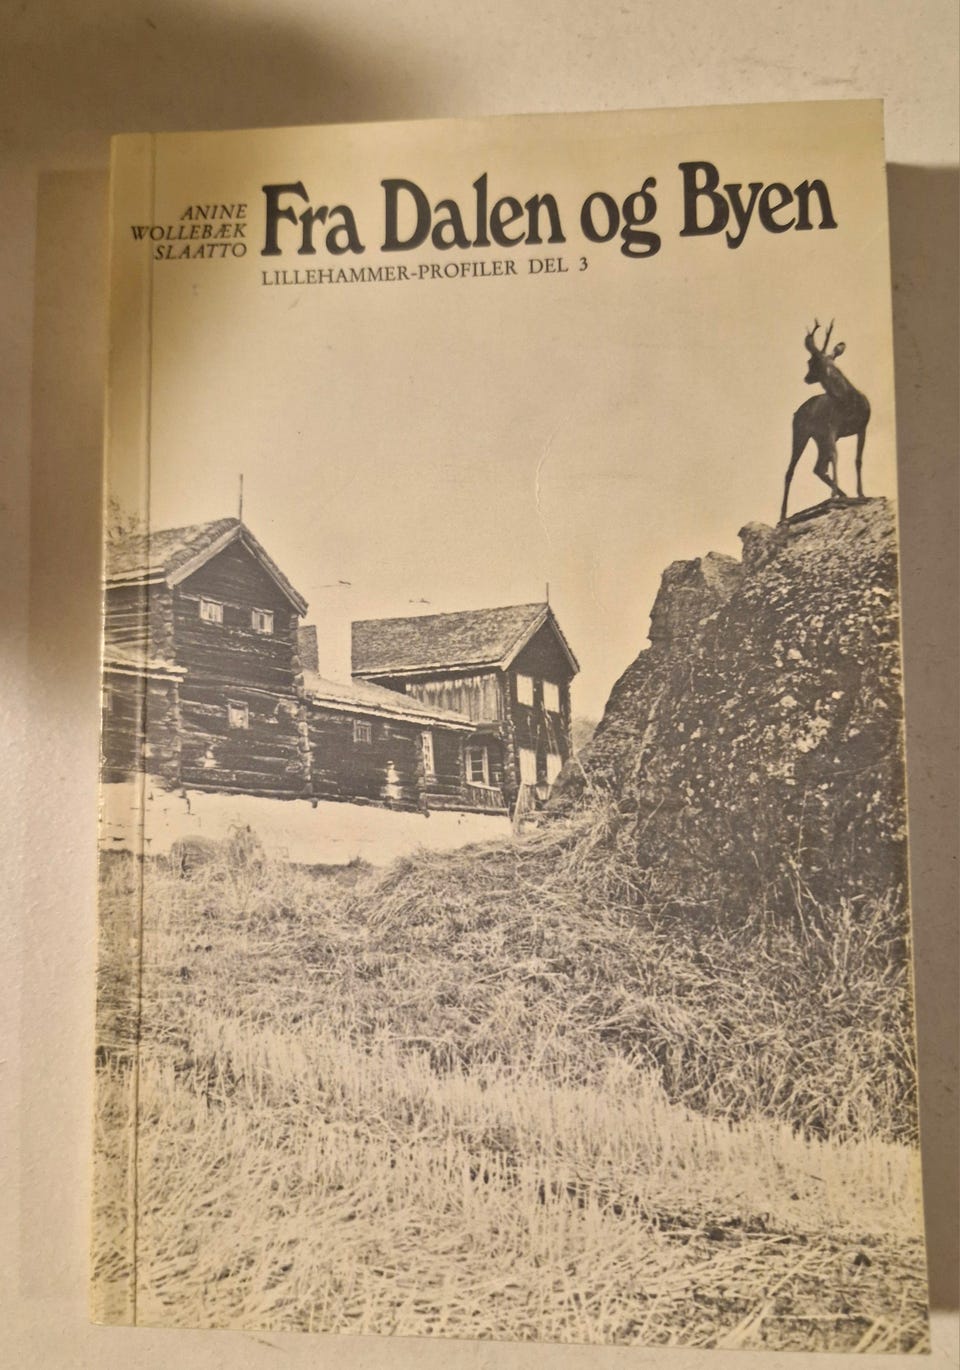 ANINE
WOLLEBÆK
SLAATTO
Fra Dalen og Byen
LILLEHAMMER-PROFILER DEL 3